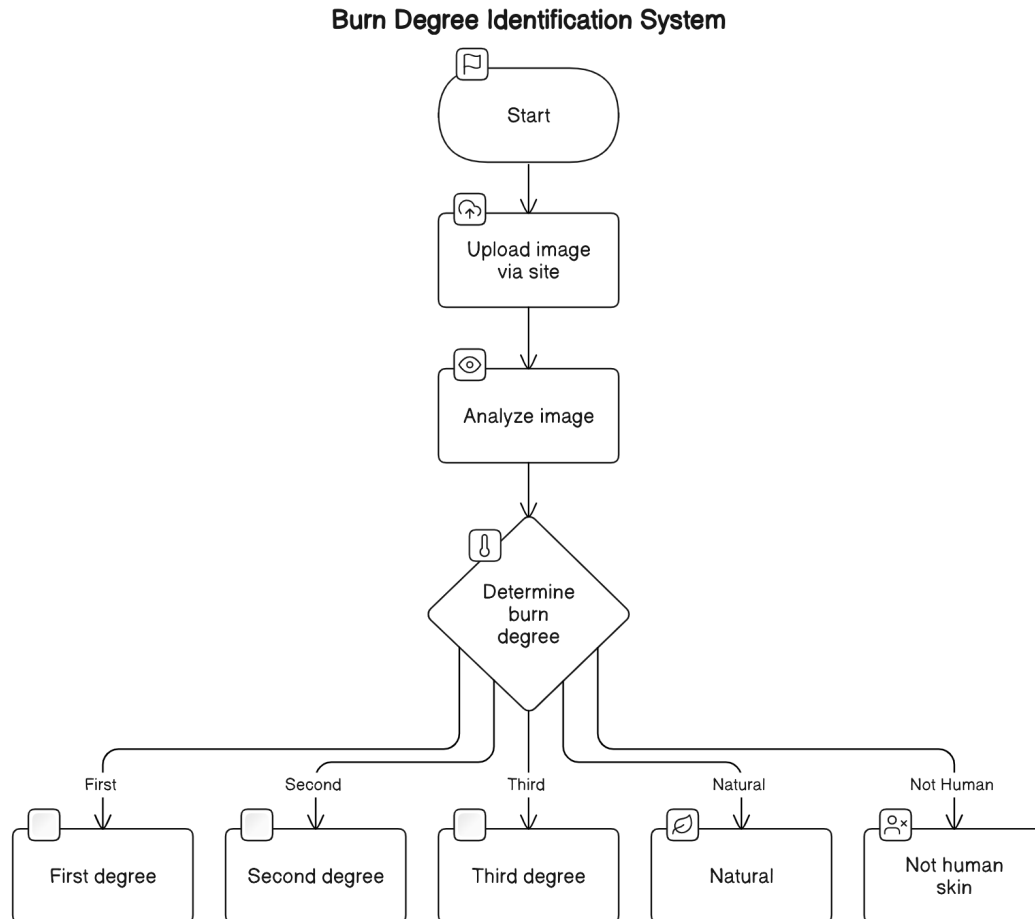 Burn Degree Identification System
Start
Upload image
via site
Analyze image
Determine
burn
degree
First
Second
Third
Natural
Not Human
First degree
Second degree
Third degree
Natural
Not human
skin